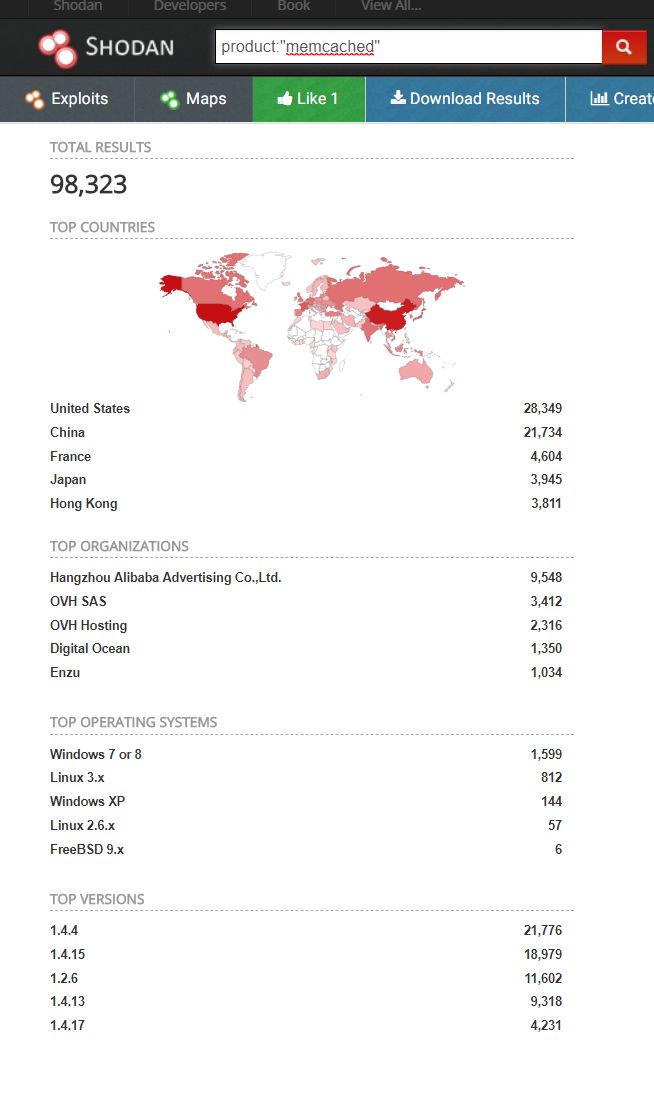 Shodan Developers Book View All...
SHODAN product:"memcached"
Exploits Maps Like 1 Download Results Creat
TOTAL RESULTS
98,323
TOP COUNTRIES
United States 28,349
China 21,734
France 4,604
Japan 3,945
Hong Kong 3,811
TOP ORGANIZATIONS
Hangzhou Alibaba Advertising Co.,Ltd. 9,548
OVH SAS 3,412
OVH Hosting 2,316
Digital Ocean 1,350
Enzu 1,034
TOP OPERATING SYSTEMS
Windows 7 or 8 1,599
Linux 3.x 812
Windows XP 144
Linux 2.6.x 57
FreeBSD 9.x 6
TOP VERSIONS
1.4.4 21,776
1.4.15 18,979
1.2.6 11,602
1.4.13 9,318
1.4.17 4,231